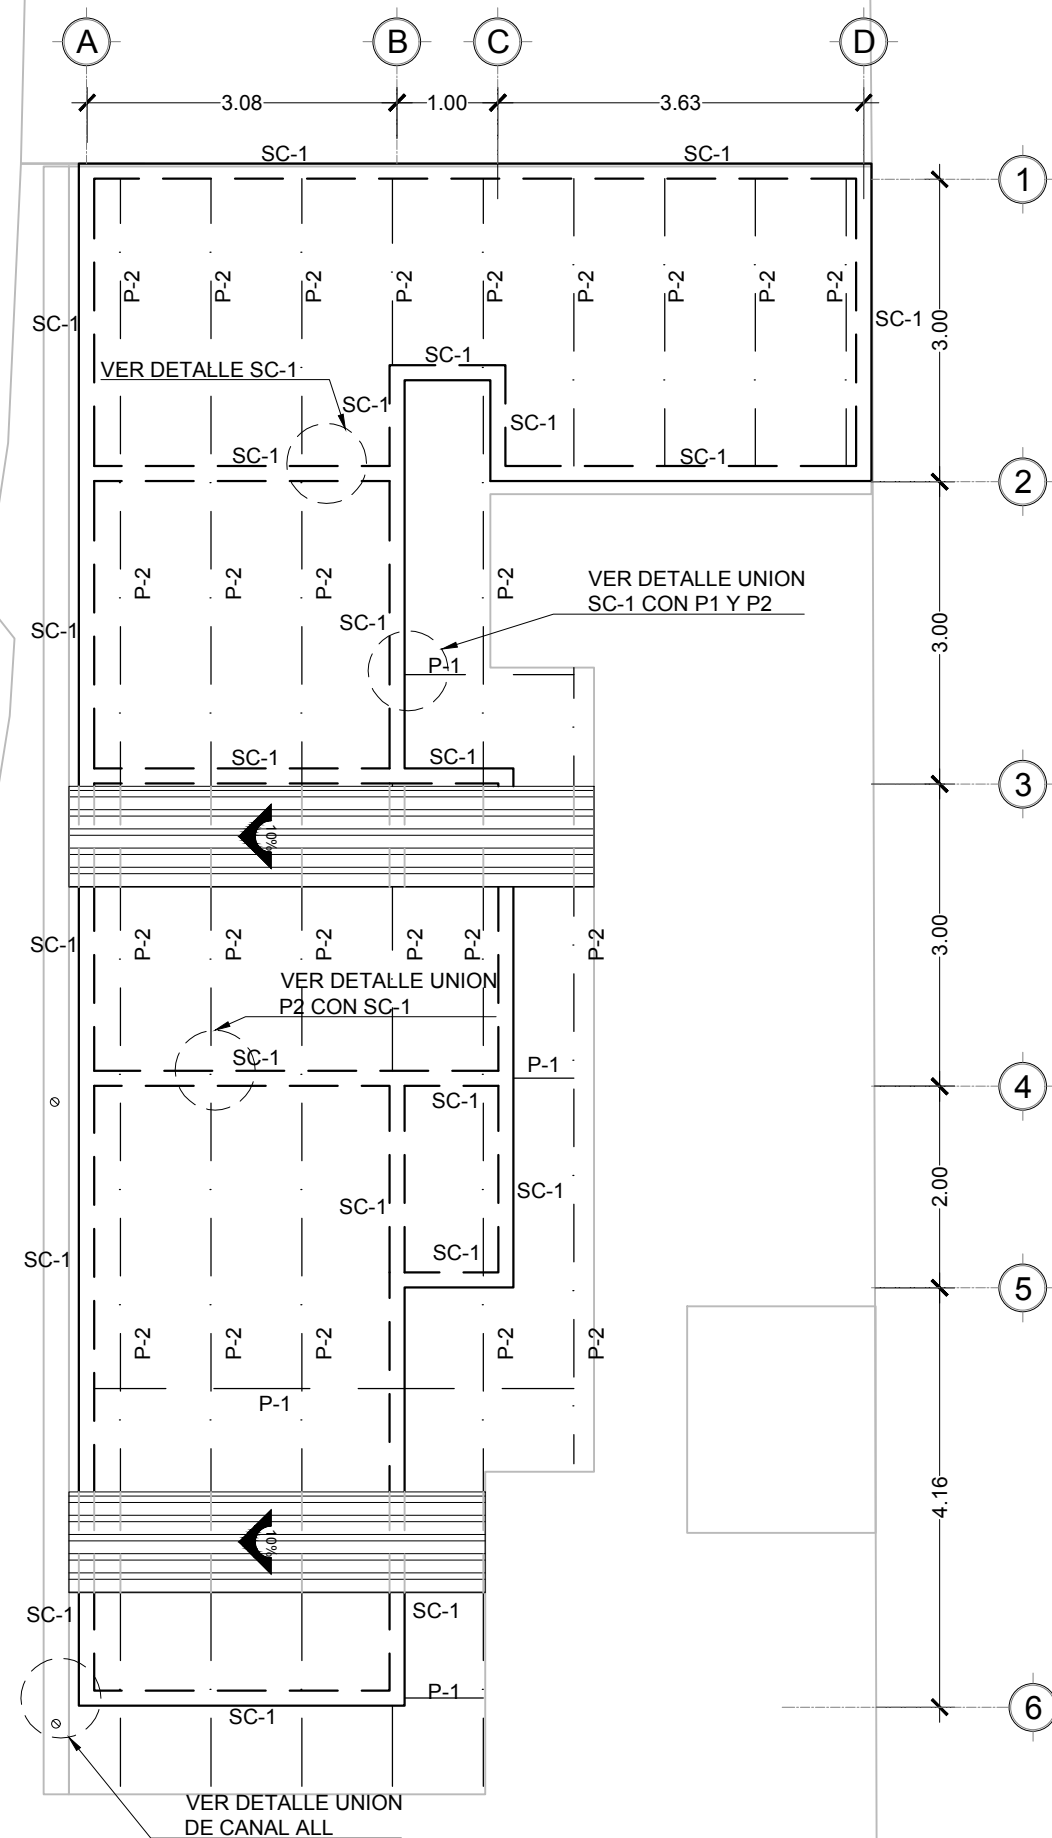 A B C D
3.08 1.00 3.63
SC-1 SC-1
1
P-2 P-2 P-2 P-2 P-2 P-2 P-2 P-2 P-2
SC-1 SC-1 3.00
SC-1
VER DETALLE SC-1
SC-1
SC-1
SC-1 SC-1
2
P-2 P-2 P-2 P-2
VER DETALLE UNION
SC-1 CON P1 Y P2
SC-1 SC-1 3.00
P-1
SC-1 SC-1
3
10%
SC-1 P-2 P-2 P-2 P-2 P-2 P-2 3.00
VER DETALLE UNION
P2 CON SC-1
SC-1 P-1
4
SC-1
SC-1 SC-1 2.00
SC-1 SC-1
5
P-2 P-2 P-2 P-2 P-2
P-1
4.16
10%
SC-1 SC-1
P-1
6
SC-1
VER DETALLE UNION
DE CANAL ALL